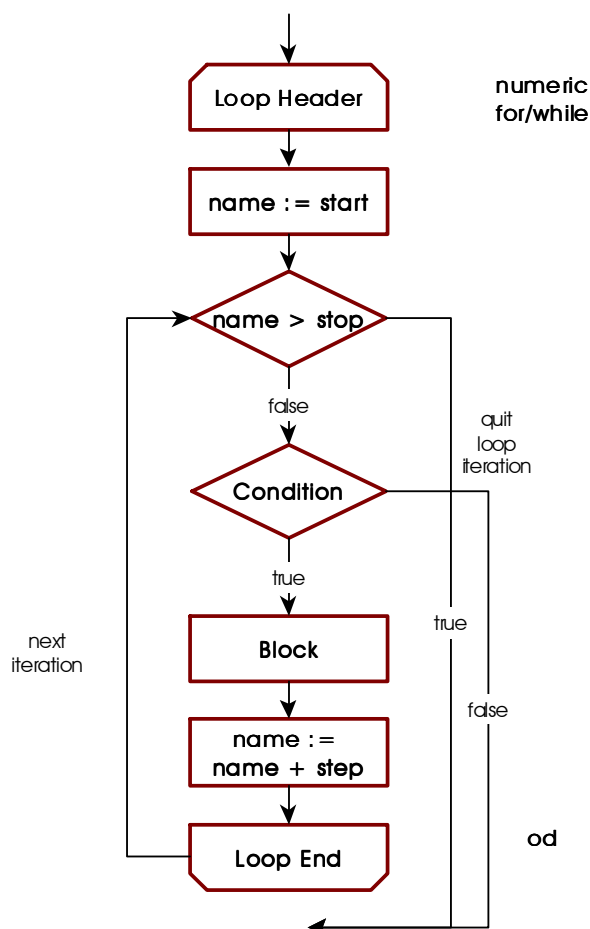 Loop Header
numeric
for/while
name := start
name > stop
false
quit
loop
iteration
Condition
true
true
Block
next
iteration
false
name :=
name + step
od
Loop End